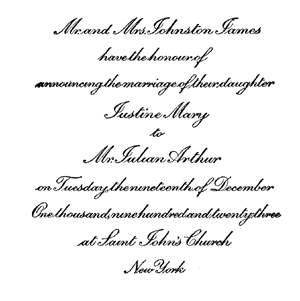 Mr. and Mrs. Johnston James
have the honour of
announcing the marriage of their daughter
Justine Mary
to
Mr. Julian Arthur
on Tuesday, the nineteenth of December
One thousand, nine hundred and twenty three
at Saint John's Church
New York